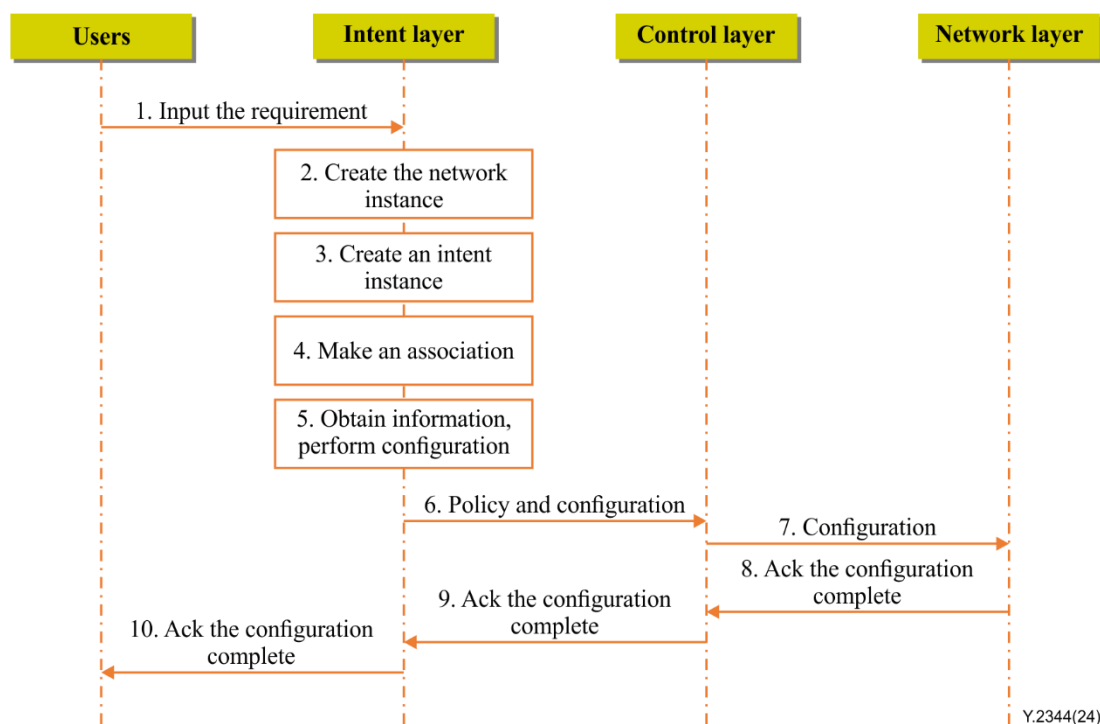 Users
Intent layer
Control layer
Network layer
1. Input the requirement
2. Create the network
instance
3. Create an intent
instance
4. Make an association
5. Obtain information,
perform configuration
6. Policy and configuration
7. Configuration
8. Ack the configuration
complete
9. Ack the configuration
complete
10. Ack the configuration
complete
Y.2344(24)